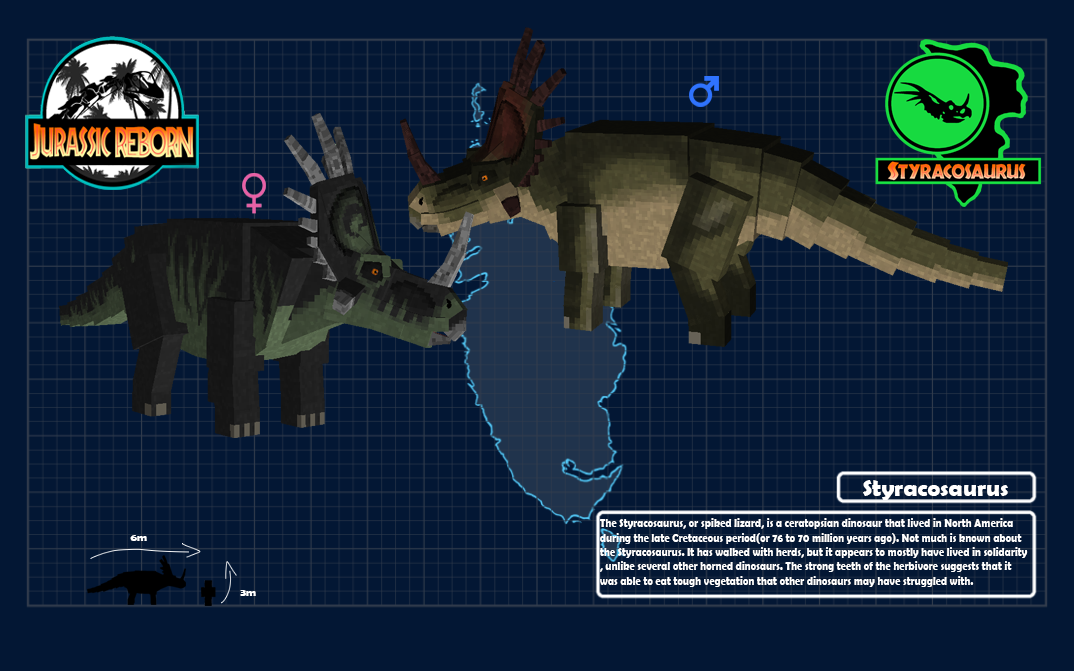 JURASSIC REBORN
STYRACOSAURUS
Styracosaurus
The Styracosaurus, or spiked lizard, is a ceratopsian dinosaur that lived in North America
during the late Cretaceous period(or 76 to 70 million years ago). Not much is known about
the Styracosaurus. It has walked with herds, but it appears to mostly have lived in solidarity
, unlike several other horned dinosaurs. The strong teeth of the herbivore suggests that it
was able to eat tough vegetation that other dinosaurs may have struggled with.
6m
3m